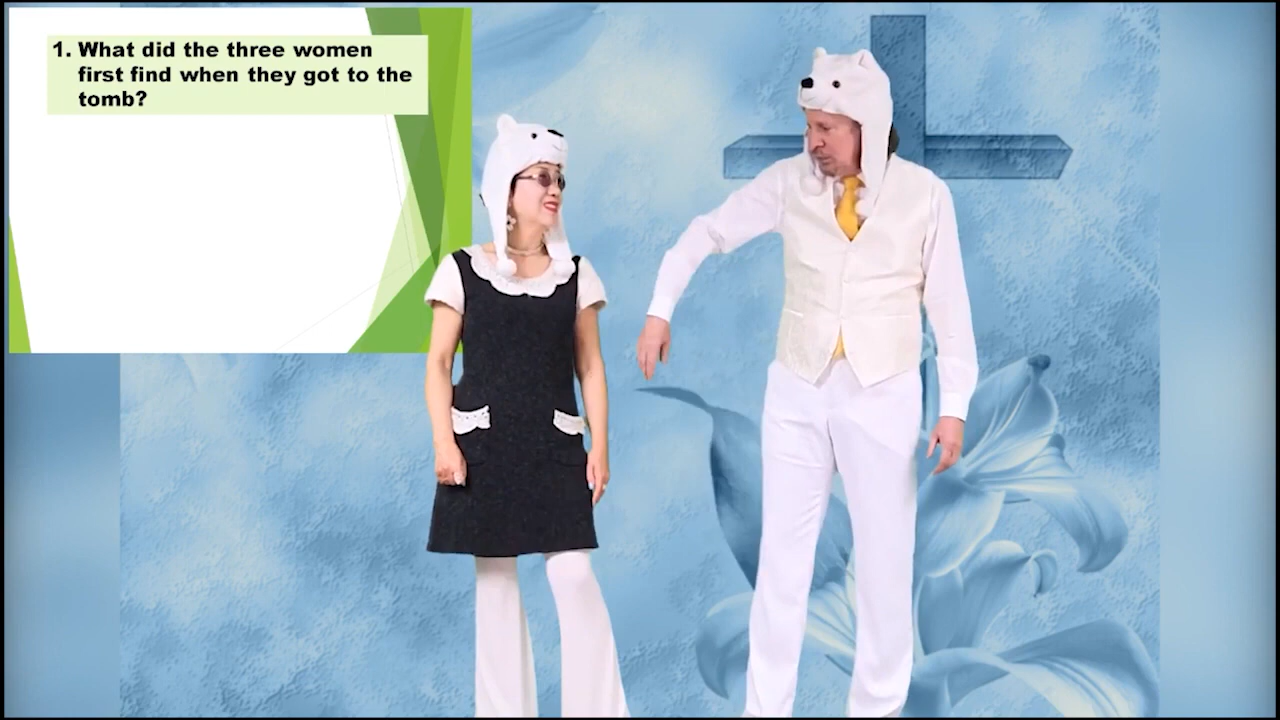 1. What did the three women
first find when they got to the
tomb?